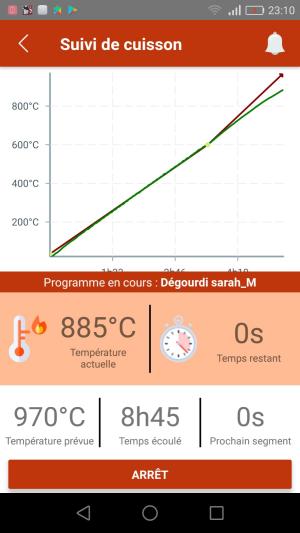 23:10
Suivi de cuisson
800°C
600°C
400°C
200°C
1h23 2h46 4h10
Programme en cours : Dégourdi sarah_M
885°C
Température
actuelle
0s
Temps restant
970°C 8h45 0s
Température prévue Temps écoulé Prochain segment
ARRÊT